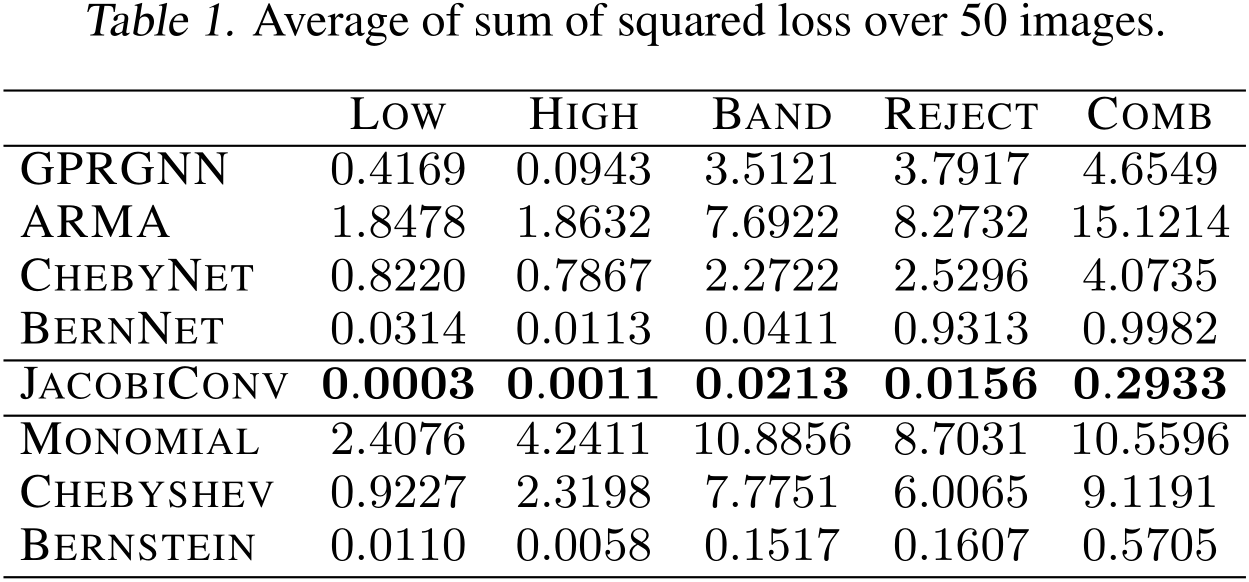 Table 1. Average of sum of squared loss over 50 images.
LOW HIGH BAND REJECT COMB
GPRGNN 0.4169 0.0943 3.5121 3.7917 4.6549
ARMA 1.8478 1.8632 7.6922 8.2732 15.1214
CHEBYNET 0.8220 0.7867 2.2722 2.5296 4.0735
BERNNET 0.0314 0.0113 0.0411 0.9313 0.9982
JACOBICONV 0.0003 0.0011 0.0213 0.0156 0.2933
MONOMIAL 2.4076 4.2411 10.8856 8.7031 10.5596
CHEBYSHEV 0.9227 2.3198 7.7751 6.0065 9.1191
BERNSTEIN 0.0110 0.0058 0.1517 0.1607 0.5705